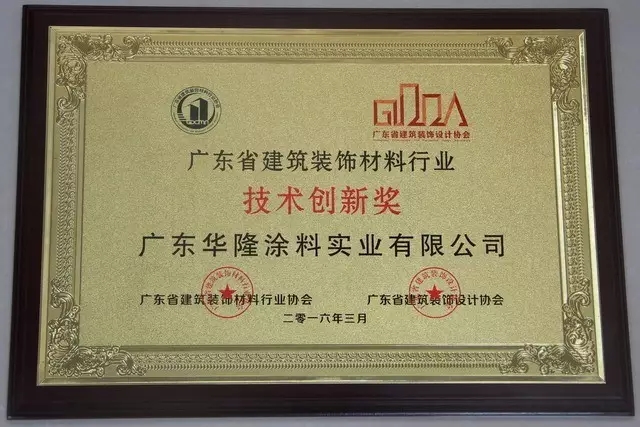 广东省建筑装饰设计协会
广东省建筑装饰材料行业
技术创新奖
广东华隆涂料实业有限公司
广东省建筑装饰材料行业协会
广东省建筑装饰设计协会
二零一六年三月